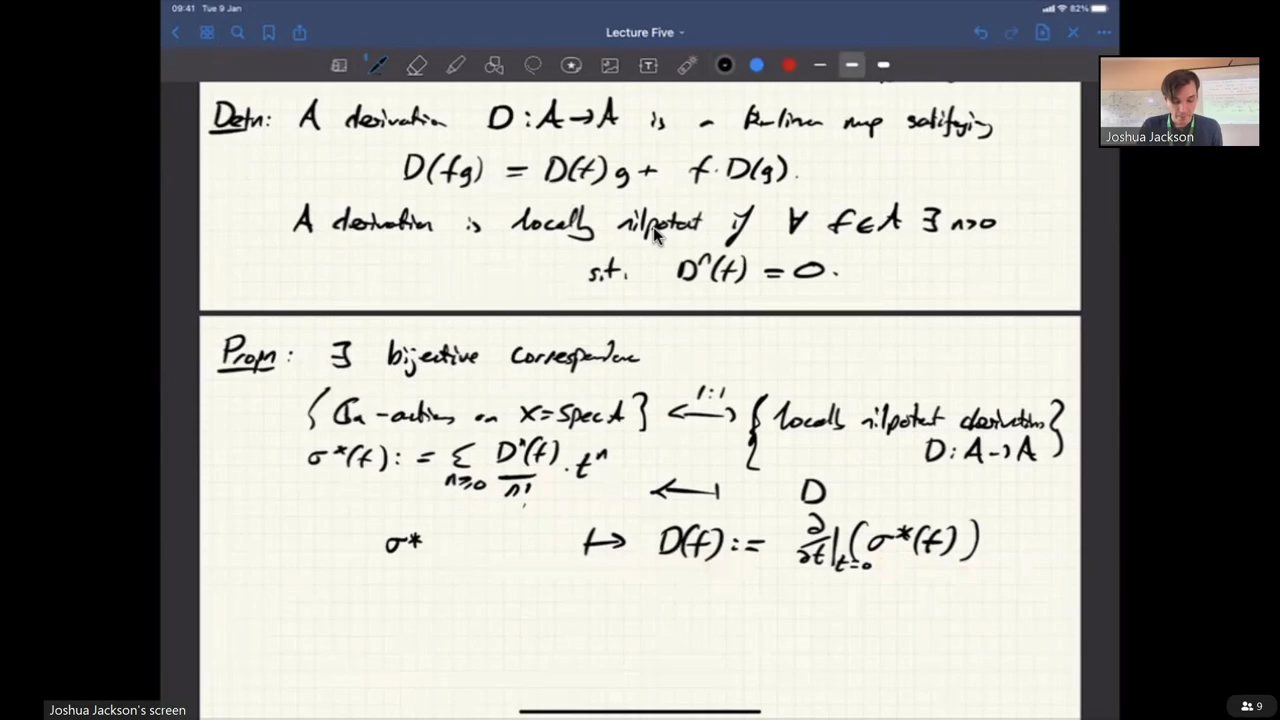 09:41 Tue 9 Jan
82%
Lecture Five
Joshua Jackson
Defn: A derivation D : A → A is a k-linear map satisfying
D(fg) = D(f)g + f·D(g).
A derivation is locally nilpotent if ∀ f ∈ A ∃ n>0
s.t. Dⁿ(f) = 0.
Propn: ∃ bijective correspondence
{ Ga-actions on X = Spec A } ←1:1→ { locally nilpotent derivations
D : A → A }
σ*(f) := Σ_{n≥0} Dⁿ(f)/n! · tⁿ
↤ D
σ* ↦ D(f) := ∂/∂t|_{t=0} (σ*(f))
Joshua Jackson's screen
9